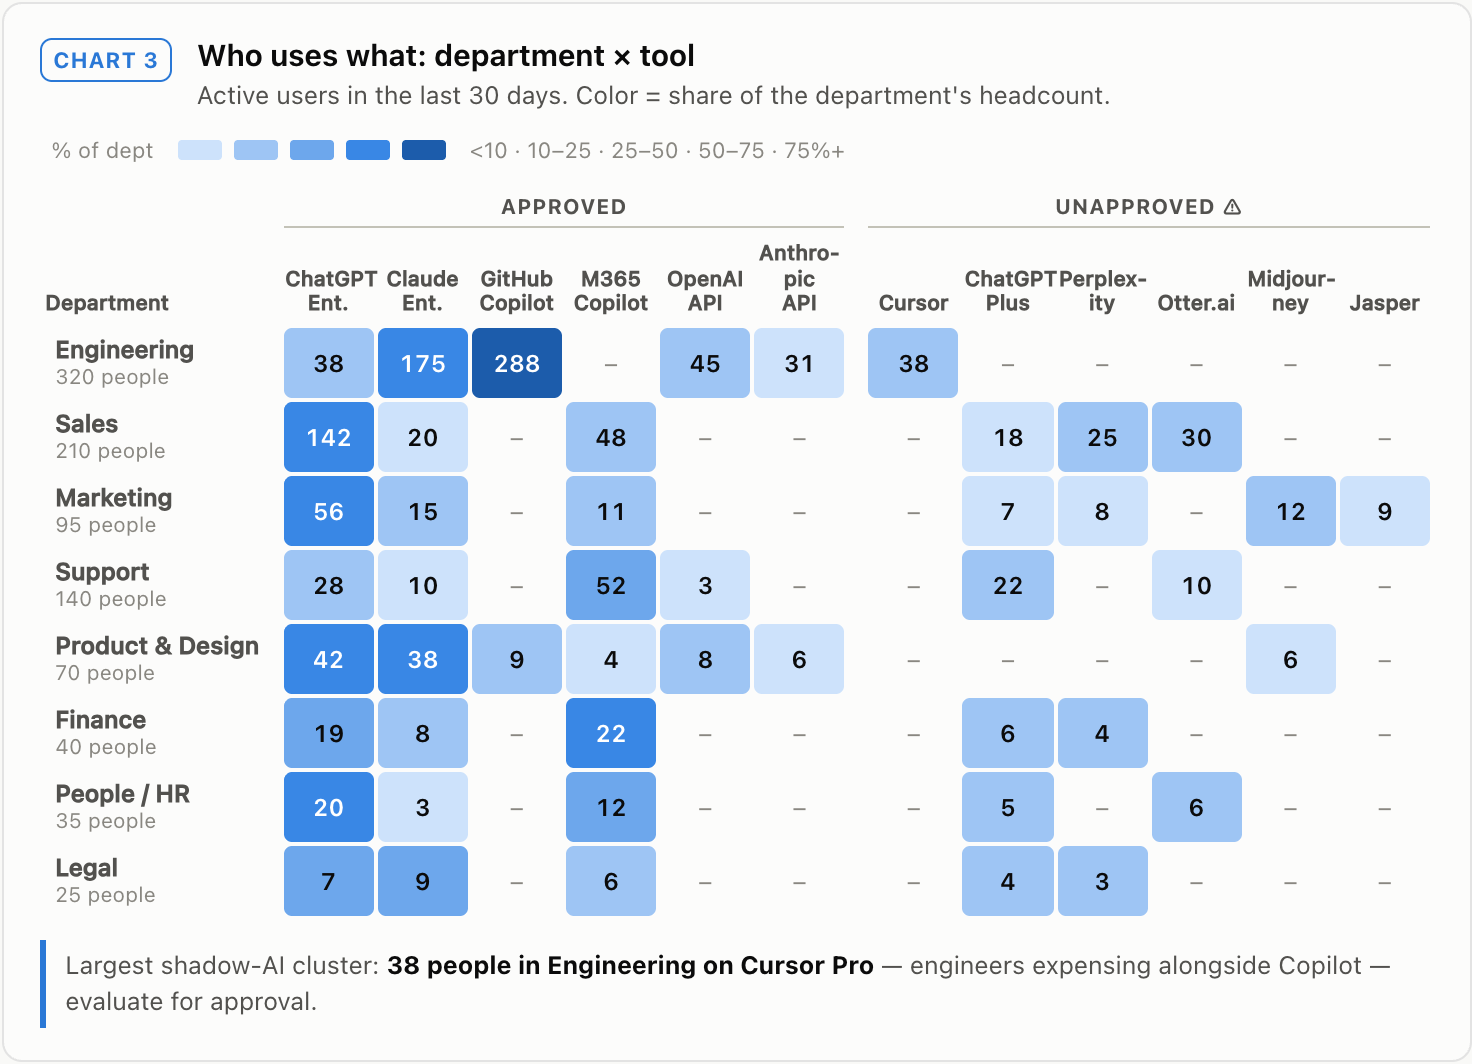 CHART 3
Who uses what: department × tool
Active users in the last 30 days. Color = share of the department's headcount.
% of dept <10 · 10–25 · 25–50 · 50–75 · 75%+
APPROVED UNAPPROVED ⚠
Department ChatGPT Ent. Claude Ent. GitHub Copilot M365 Copilot OpenAI API Anthro-pic API Cursor ChatGPT Plus Perplex-ity Otter.ai Midjour-ney Jasper
Engineering 38 175 288 – 45 31 38 – – – – –
320 people
Sales 142 20 – 48 – – – 18 25 30 – –
210 people
Marketing 56 15 – 11 – – – 7 8 – 12 9
95 people
Support 28 10 – 52 3 – – 22 – 10 – –
140 people
Product & Design 42 38 9 4 8 6 – – – – 6 –
70 people
Finance 19 8 – 22 – – – 6 4 – – –
40 people
People / HR 20 3 – 12 – – – 5 – 6 – –
35 people
Legal 7 9 – 6 – – – 4 3 – – –
25 people
Largest shadow-AI cluster: 38 people in Engineering on Cursor Pro — engineers expensing alongside Copilot —
evaluate for approval.